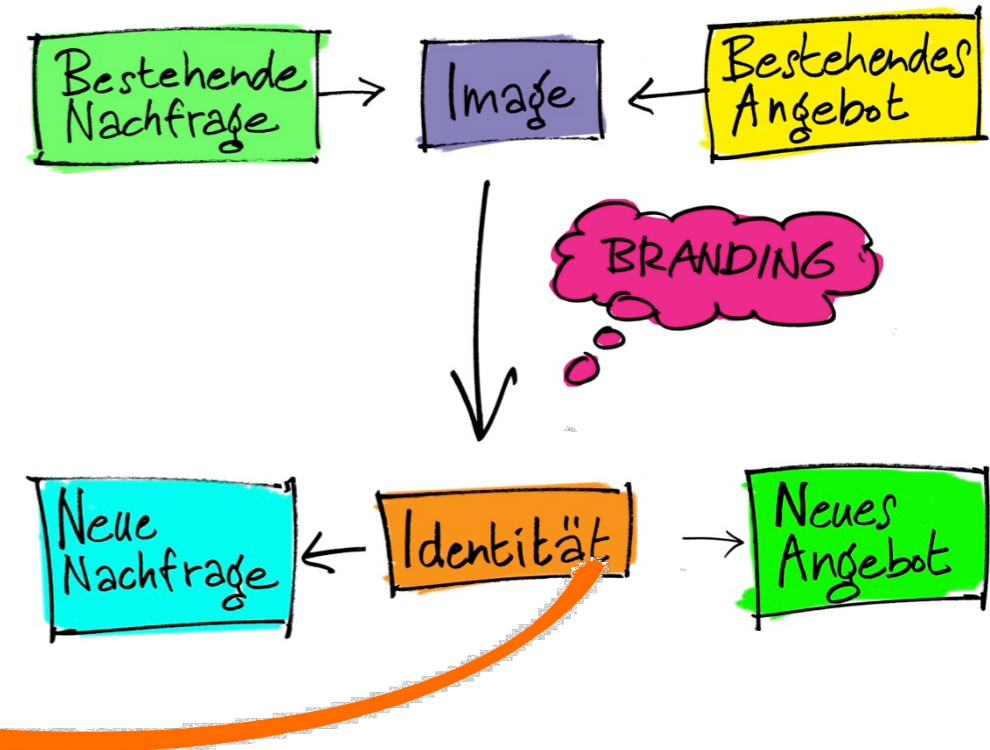 Bestehende
Nachfrage
Image
Bestehendes
Angebot
BRANDING
Neue
Nachfrage
Identität
Neues
Angebot